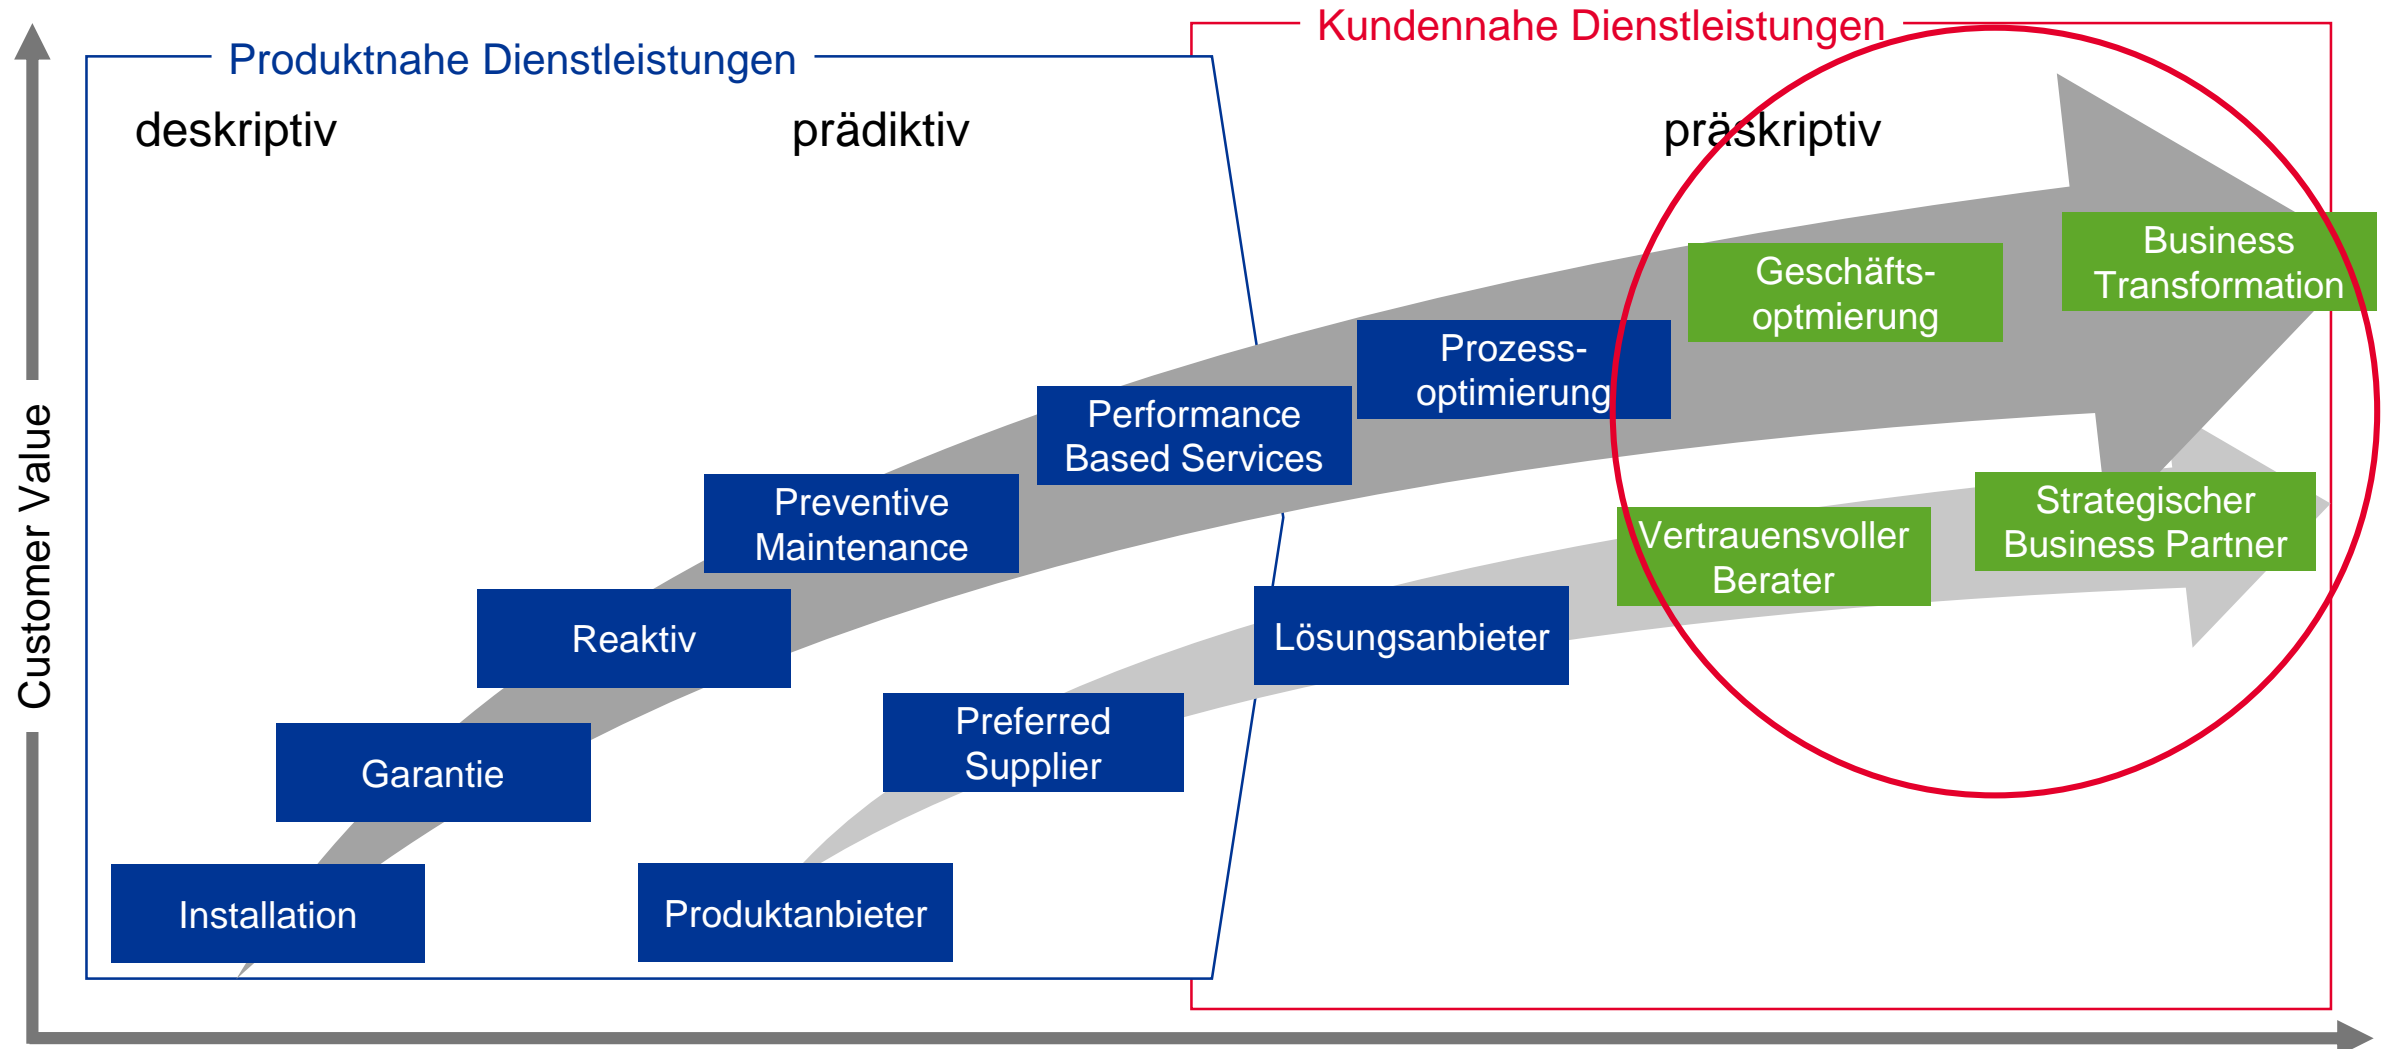 Kundennahe Dienstleistungen
Produktnahe Dienstleistungen
deskriptiv
prädiktiv
präskriptiv
Customer Value
Business
Transformation
Geschäfts-
optmierung
Prozess-
optimierung
Performance
Based Services
Preventive
Maintenance
Reaktiv
Garantie
Installation
Strategischer
Business Partner
Vertrauensvoller
Berater
Lösungsanbieter
Preferred
Supplier
Produktanbieter